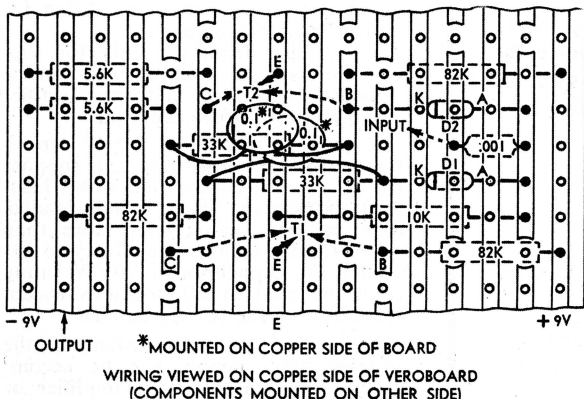 E
5.6K
82K
C
T2
B
K
A
5.6K
0.1*
0.1*
D2
INPUT
33K
.001
D1
33K
K
A
82K
10K
T1
C
E
B
82K
- 9V
E
+ 9V
OUTPUT
*MOUNTED ON COPPER SIDE OF BOARD
WIRING VIEWED ON COPPER SIDE OF VEROBOARD
(COMPONENTS MOUNTED ON OTHER SIDE)